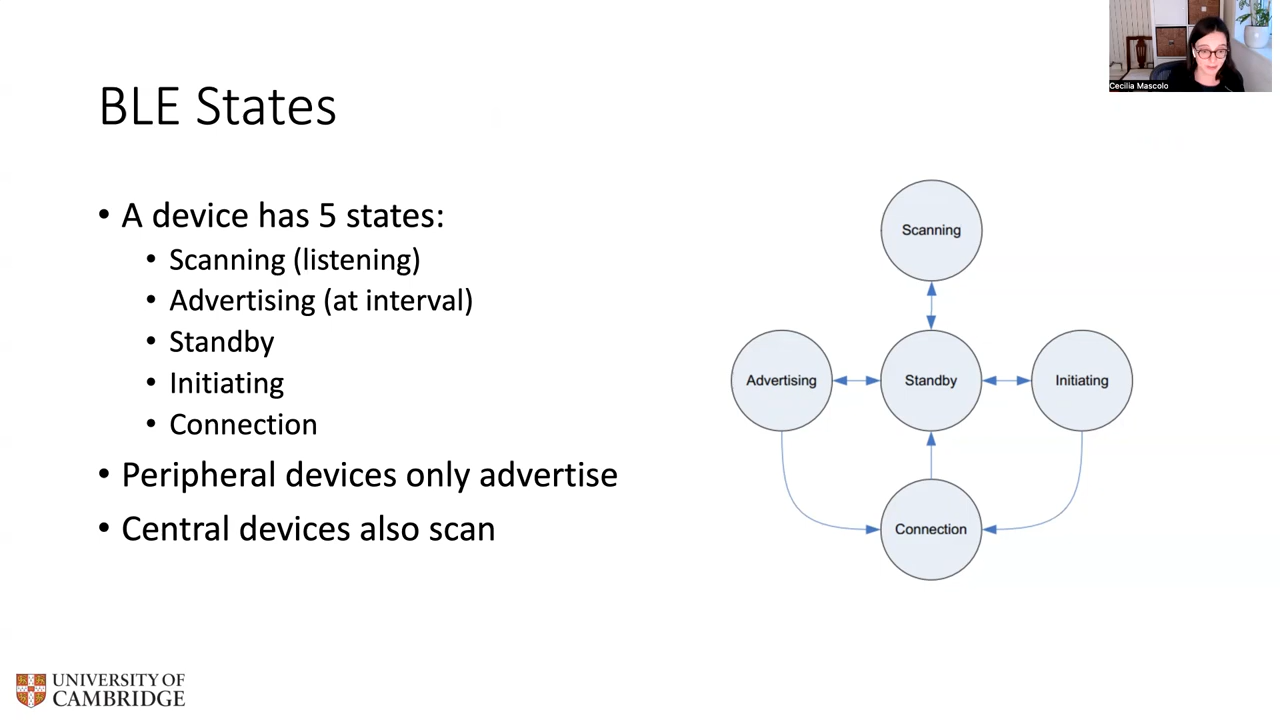 Cecilia Mascolo
BLE States
• A device has 5 states:
• Scanning (listening)
• Advertising (at interval)
• Standby
• Initiating
• Connection
• Peripheral devices only advertise
• Central devices also scan
Scanning
Advertising
Standby
Initiating
Connection
UNIVERSITY OF
CAMBRIDGE